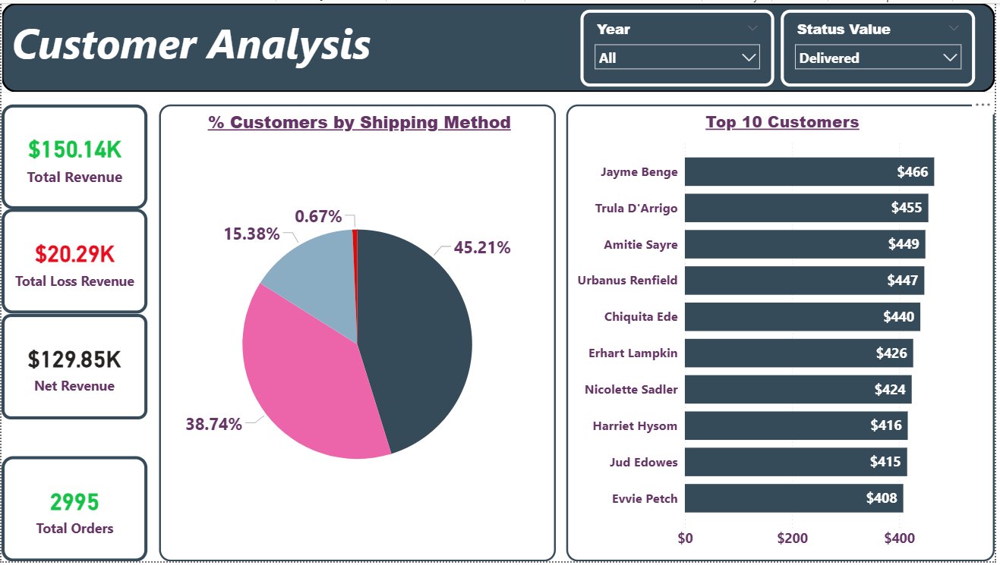 Customer Analysis
Year
All
Status Value
Delivered
$150.14K
Total Revenue
$20.29K
Total Loss Revenue
$129.85K
Net Revenue
2995
Total Orders
% Customers by Shipping Method
0.67%
15.38%
45.21%
38.74%
Top 10 Customers
Jayme Benge $466
Trula D'Arrigo $455
Amitie Sayre $449
Urbanus Renfield $447
Chiquita Ede $440
Erhart Lampkin $426
Nicolette Sadler $424
Harriet Hysom $416
Jud Edowes $415
Evvie Petch $408
$0 $200 $400